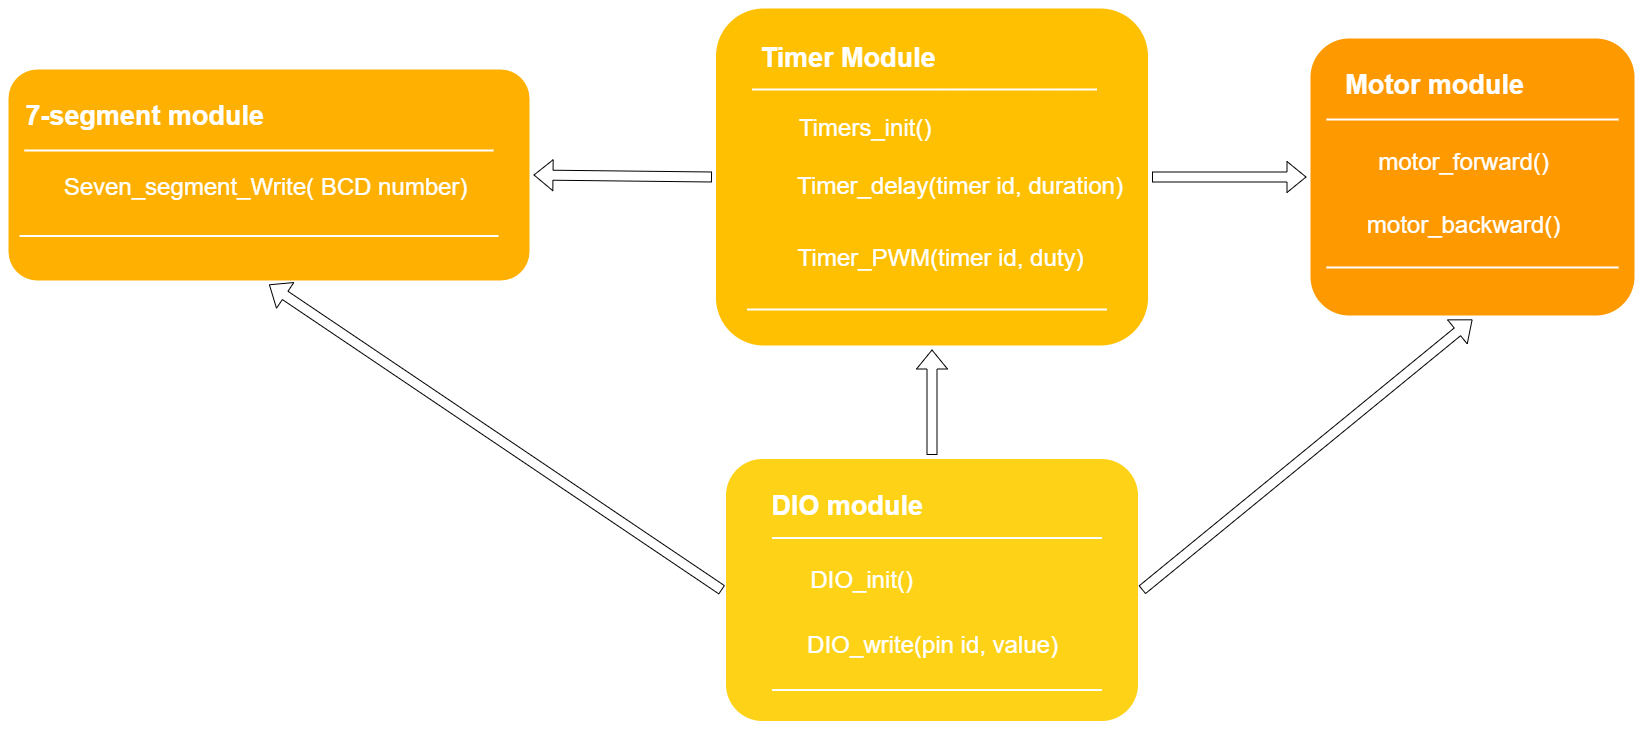 7-segment module
Seven_segment_Write( BCD number)
Timer Module
Timers_init()
Timer_delay(timer id, duration)
Timer_PWM(timer id, duty)
Motor module
motor_forward()
motor_backward()
DIO module
DIO_init()
DIO_write(pin id, value)